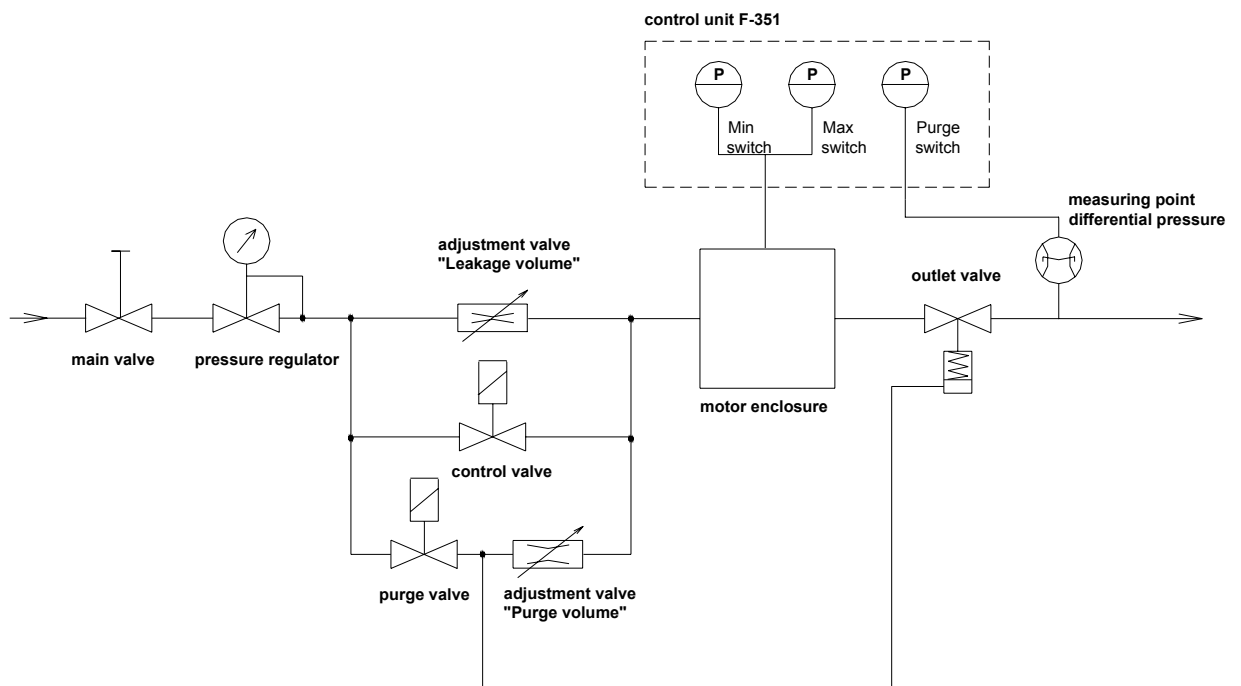 control unit F-351
P
P
P
Min
switch
Max
switch
Purge
switch
measuring point
differential pressure
adjustment valve
"Leakage volume"
outlet valve
main valve
pressure regulator
motor enclosure
control valve
purge valve
adjustment valve
"Purge volume"